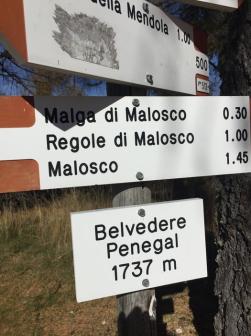 della Mendola 1.00
500
Malga di Malosco 0.30
Regole di Malosco 1.00
Malosco 1.45
Belvedere
Penegal
1737 m